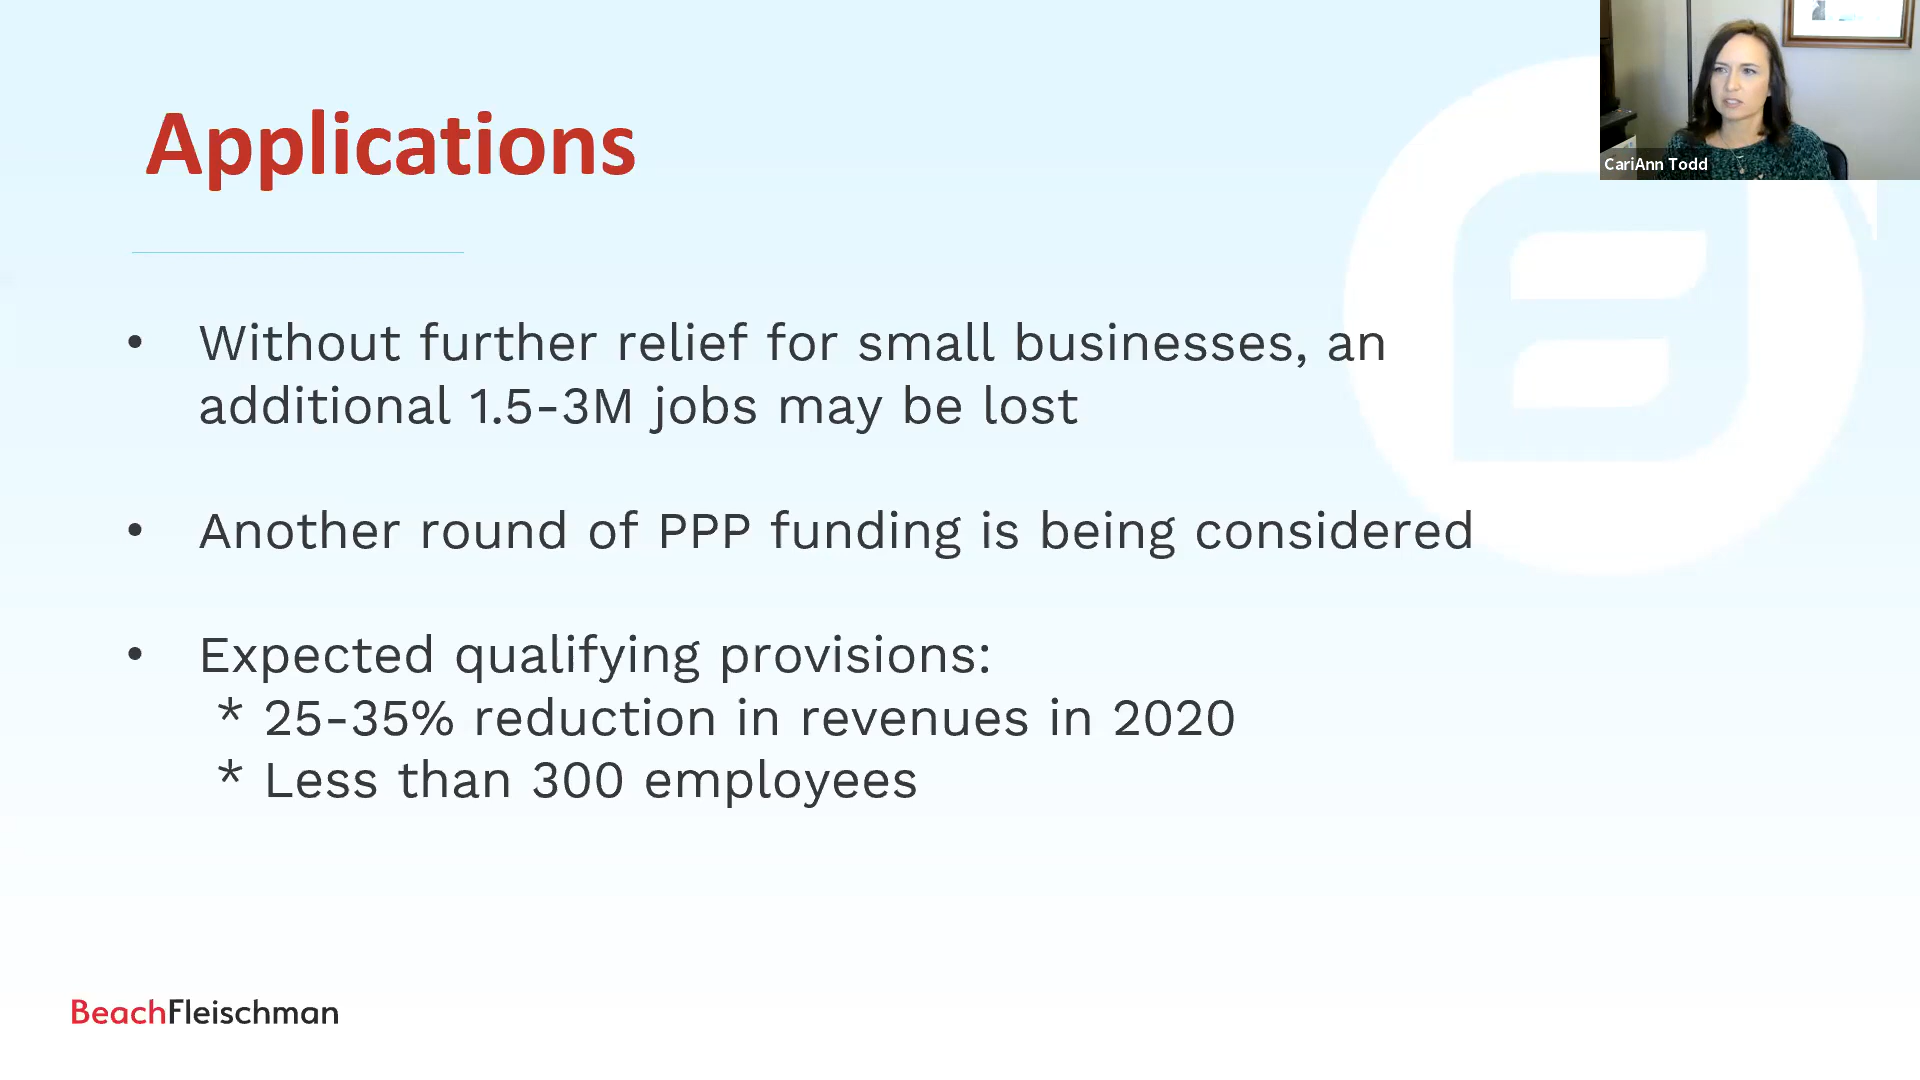 Applications
CariAnn Todd
• Without further relief for small businesses, an
additional 1.5-3M jobs may be lost
• Another round of PPP funding is being considered
• Expected qualifying provisions:
* 25-35% reduction in revenues in 2020
* Less than 300 employees
BeachFleischman